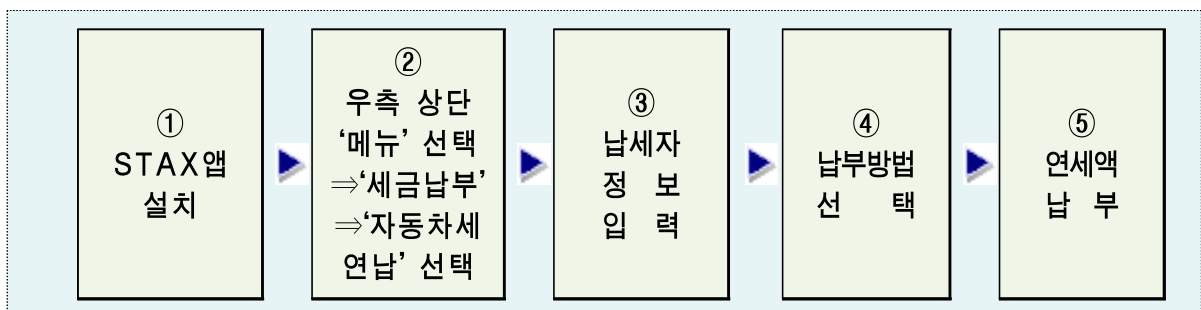 ①
STAX앱
설치
②
우측 상단
‘메뉴’ 선택
⇒‘세금납부’
⇒‘자동차세
연납’ 선택
③
납세자
정 보
입 력
④
납부방법
선 택
⑤
연세액
납 부